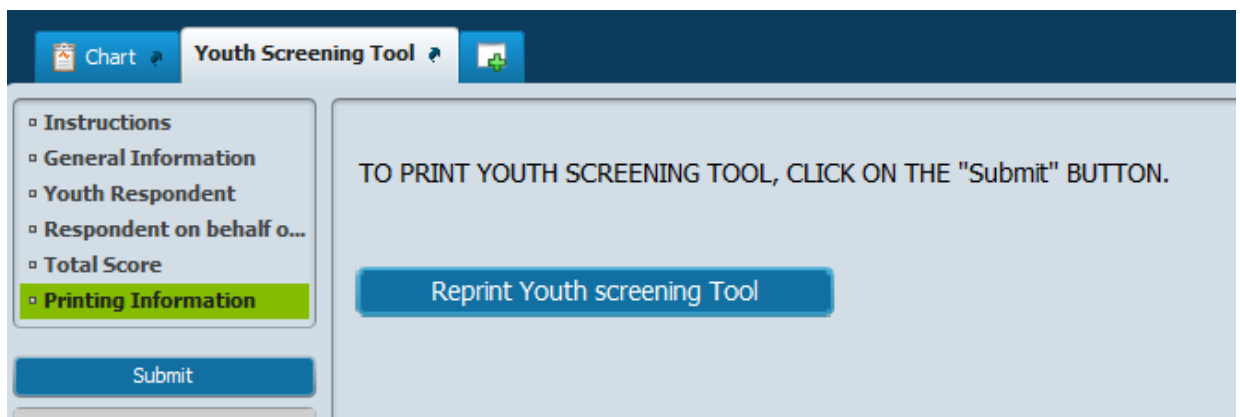 Chart
Youth Screening Tool
Instructions
General Information
Youth Respondent
Respondent on behalf o...
Total Score
Printing Information
Submit
TO PRINT YOUTH SCREENING TOOL, CLICK ON THE "Submit" BUTTON.
Reprint Youth screening Tool